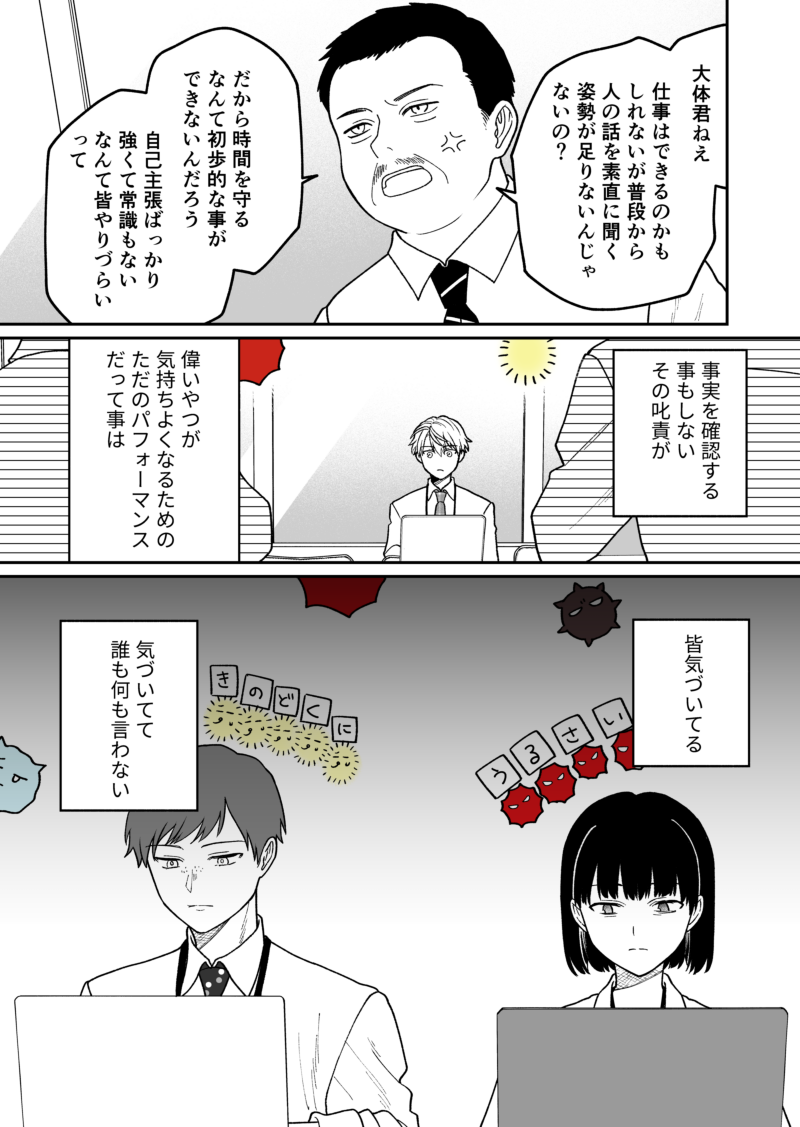 大体君ねえ
仕事はできるのかも
しれないが普段から
人の話を素直に聞く
姿勢が足りないんじゃ
ないの？
だから時間を守る
なんて初歩的な事が
できないんだろう
自己主張ばっかり
強くて常識もない
なんて皆やりづらい
って
事実を確認する
事もしない
その叱責が
偉いやつが
気持ちよくなるための
ただのパフォーマンス
だって事は
皆気づいてる
うるさい
気づいてて
誰も何も言わない
きのどくに